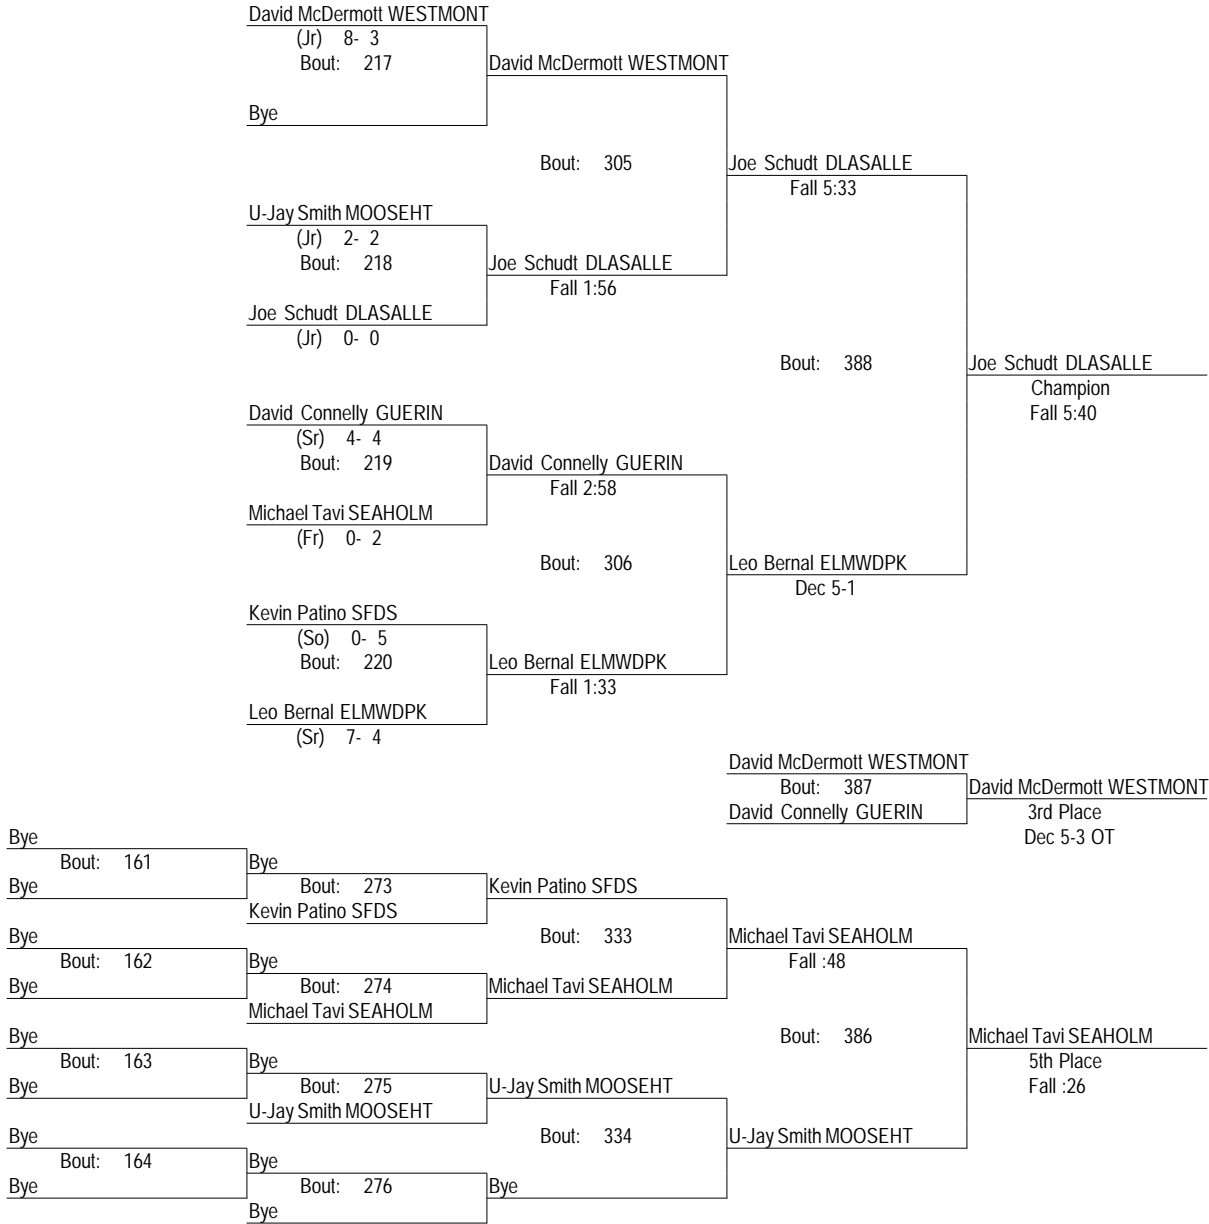 David McDermott WESTMONT
(Jr) 8- 3
Bout: 217
David McDermott WESTMONT
Bye
Bout: 305
Joe Schudt DLASALLE
Fall 5:33
U-Jay Smith MOOSEHT
(Jr) 2- 2
Bout: 218
Joe Schudt DLASALLE
Fall 1:56
Joe Schudt DLASALLE
(Jr) 0- 0
Bout: 388
Joe Schudt DLASALLE
Champion
Fall 5:40
David Connelly GUERIN
(Sr) 4- 4
Bout: 219
David Connelly GUERIN
Fall 2:58
Michael Tavi SEAHOLM
(Fr) 0- 2
Bout: 306
Leo Bernal ELMWDPK
Dec 5-1
Kevin Patino SFDS
(So) 0- 5
Bout: 220
Leo Bernal ELMWDPK
Fall 1:33
Leo Bernal ELMWDPK
(Sr) 7- 4
David McDermott WESTMONT
Bout: 387
David McDermott WESTMONT
David Connelly GUERIN
3rd Place
Dec 5-3 OT
Bye
Bout: 161
Bye
Bye
Bout: 273
Kevin Patino SFDS
Kevin Patino SFDS
Bye
Bout: 333
Michael Tavi SEAHOLM
Fall :48
Bout: 162
Bye
Bye
Bout: 274
Michael Tavi SEAHOLM
Michael Tavi SEAHOLM
Bye
Bout: 386
Michael Tavi SEAHOLM
5th Place
Fall :26
Bout: 163
Bye
Bye
Bout: 275
U-Jay Smith MOOSEHT
U-Jay Smith MOOSEHT
Bye
Bout: 334
U-Jay Smith MOOSEHT
Bout: 164
Bye
Bye
Bout: 276
Bye
Bye